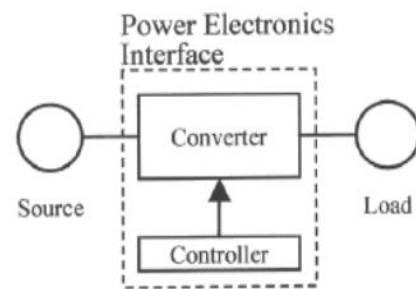 Power Electronics
Interface
Converter
Source
Load
Controller